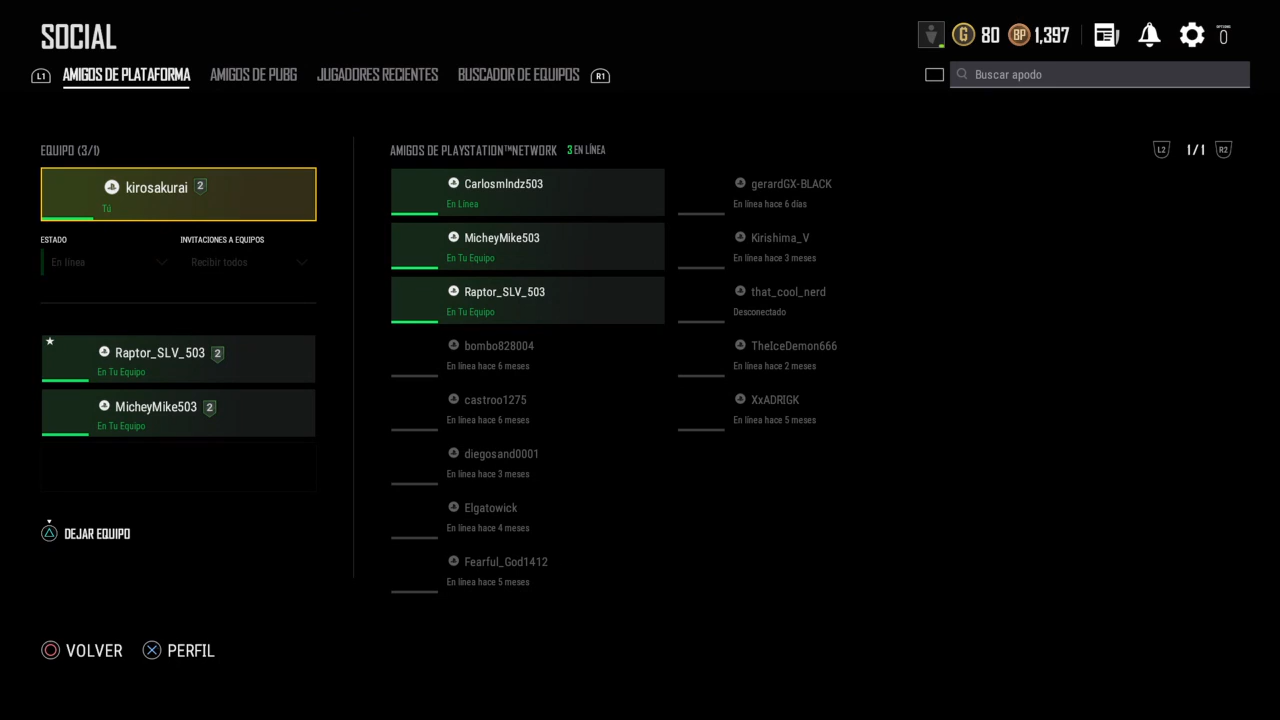 SOCIAL
G 80 BP 1,397
OPTIONS
L1 AMIGOS DE PLATAFORMA AMIGOS DE PUBG JUGADORES RECIENTES BUSCADOR DE EQUIPOS R1
Buscar apodo
EQUIPO (3/1)
kirosakurai 2
Tú
ESTADO INVITACIONES A EQUIPOS
En línea Recibir todos
Raptor_SLV_503 2
En Tu Equipo
MicheyMike503 2
En Tu Equipo
DEJAR EQUIPO
AMIGOS DE PLAYSTATION™NETWORK 3 EN LÍNEA
L2 1/1 R2
Carlosmlndz503
En Línea
MicheyMike503
En Tu Equipo
Raptor_SLV_503
En Tu Equipo
bombo828004
En línea hace 6 meses
castroo1275
En línea hace 6 meses
diegosand0001
En línea hace 3 meses
Elgatowick
En línea hace 4 meses
Fearful_God1412
En línea hace 5 meses
gerardGX-BLACK
En línea hace 6 días
Kirishima_V
En línea hace 3 meses
that_cool_nerd
Desconectado
TheIceDemon666
En línea hace 2 meses
XxADRIGK
En línea hace 5 meses
VOLVER PERFIL